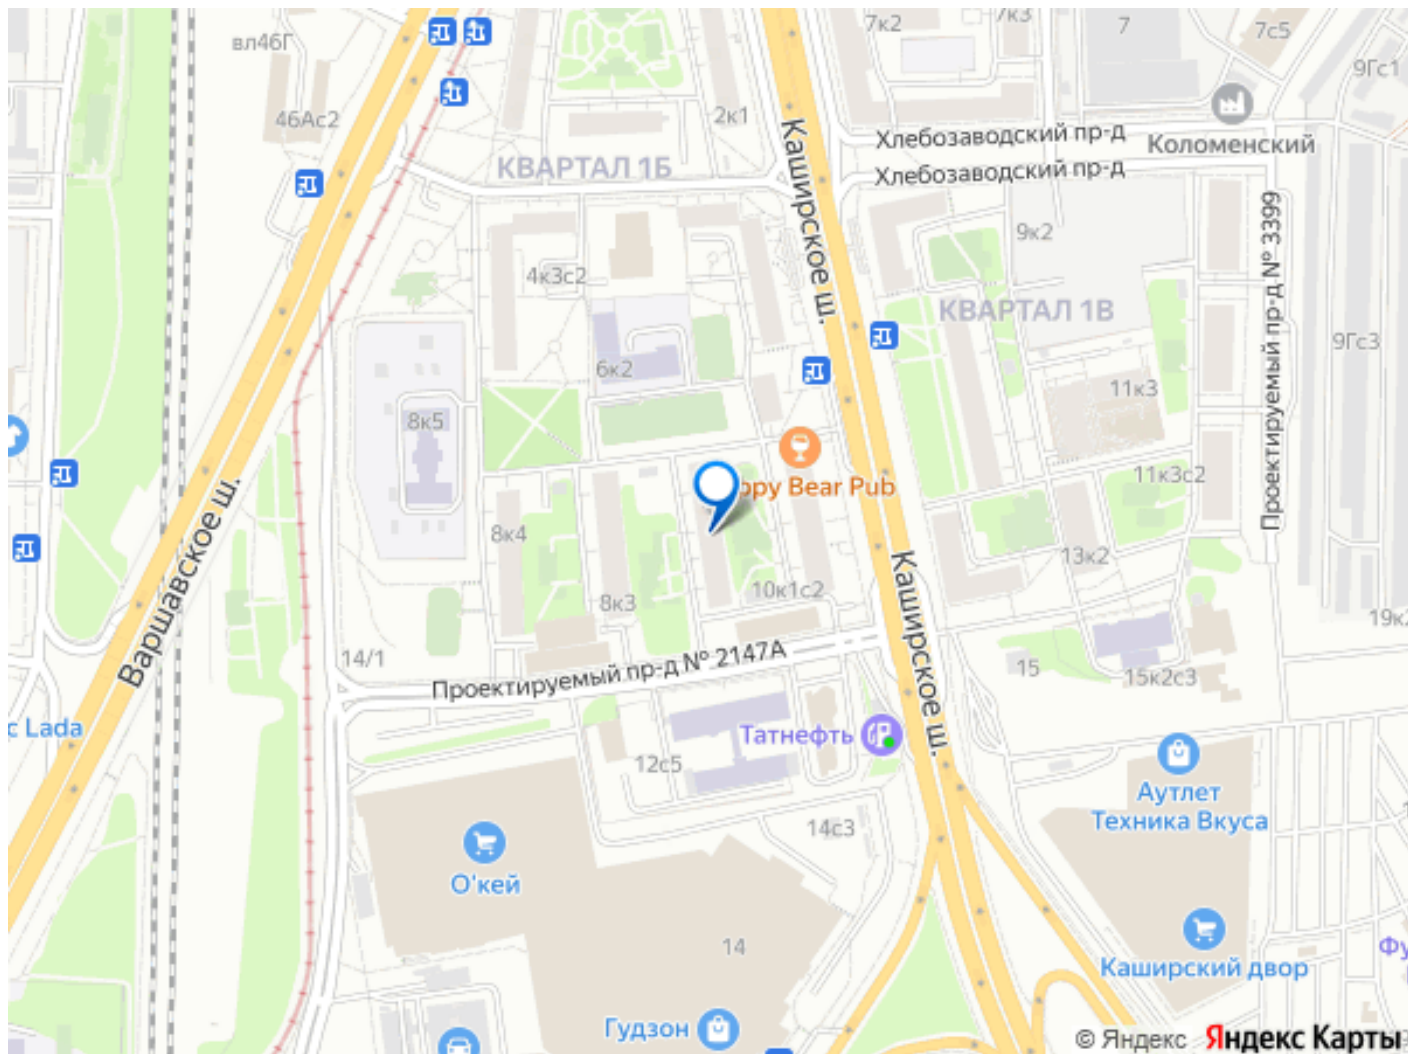 вл46Г
46Ас2
7к2
7к3
7
7с5
9Гс1
2к1
Хлебозаводский пр-д
Коломенский
КВАРТАЛ 1Б
Хлебозаводский пр-д
Каширское ш.
Проектируемый пр-д № 3399
4к3с2
9к2
КВАРТАЛ 1В
9Гс3
6к2
11к3
8к5
11к3с2
ppy Bear Pub
Варшавское ш.
8к4
13к2
Каширское ш.
8к3
10к1с2
19к
14/1
Проектируемый пр-д № 2147А
15
15к2с3
с Lada
Татнефть
12с5
Аутлет
Техника Вкуса
14с3
О'кей
14
Каширский двор
Фу
Гудзон
© Яндекс Яндекс Карты